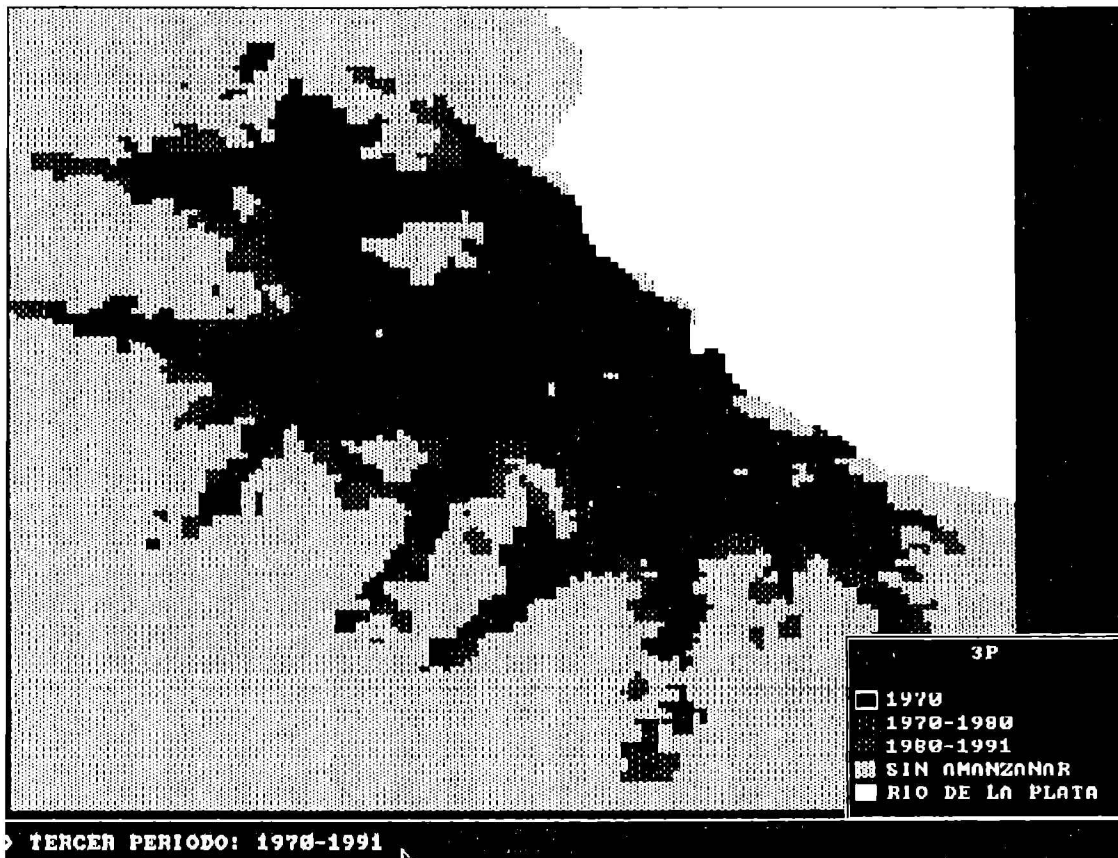 3P
1970
1970-1980
1980-1991
SIN AMANZANAR
RIO DE LA PLATA
TERCER PERIODO: 1970-1991